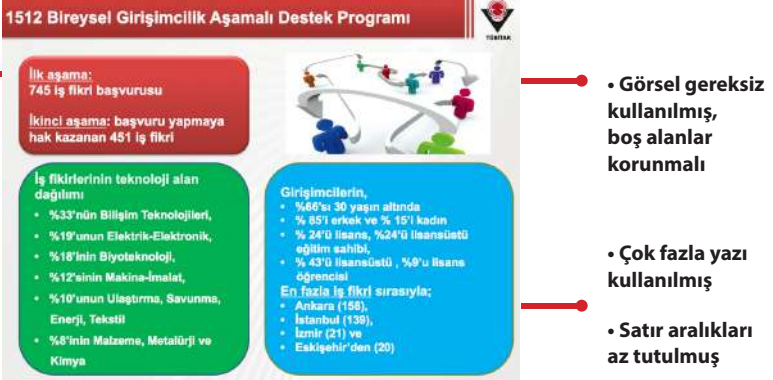 1512 Bireysel Girişimcilik Aşamalı Destek Programı
TÜBİTAK
İlk aşama:
745 iş fikri başvurusu
İkinci aşama: başvuru yapmaya
hak kazanan 451 iş fikri
İş fikirlerinin teknoloji alan
dağılımı
• %33'nün Bilişim Teknolojileri,
• %19'unun Elektrik-Elektronik,
• %18'inin Biyoteknoloji,
• %12'sinin Makina-İmalat,
• %10'unun Ulaştırma, Savunma,
Enerji, Tekstil
• %8'inin Malzeme, Metalürji ve
Kimya
Girişimcilerin,
• %66'sı 30 yaşın altında
• % 85'i erkek ve % 15'i kadın
• % 24'ü lisans, %24'ü lisansüstü
eğitim sahibi,
• % 43'ü lisansüstü , %9'u lisans
öğrencisi
En fazla iş fikri sırasıyla;
• Ankara (158),
• İstanbul (139),
• İzmir (21) ve
• Eskişehir'den (20)
• Görsel gereksiz
kullanılmış,
boş alanlar
korunmalı
• Çok fazla yazı
kullanılmış
• Satır aralıkları
az tutulmuş